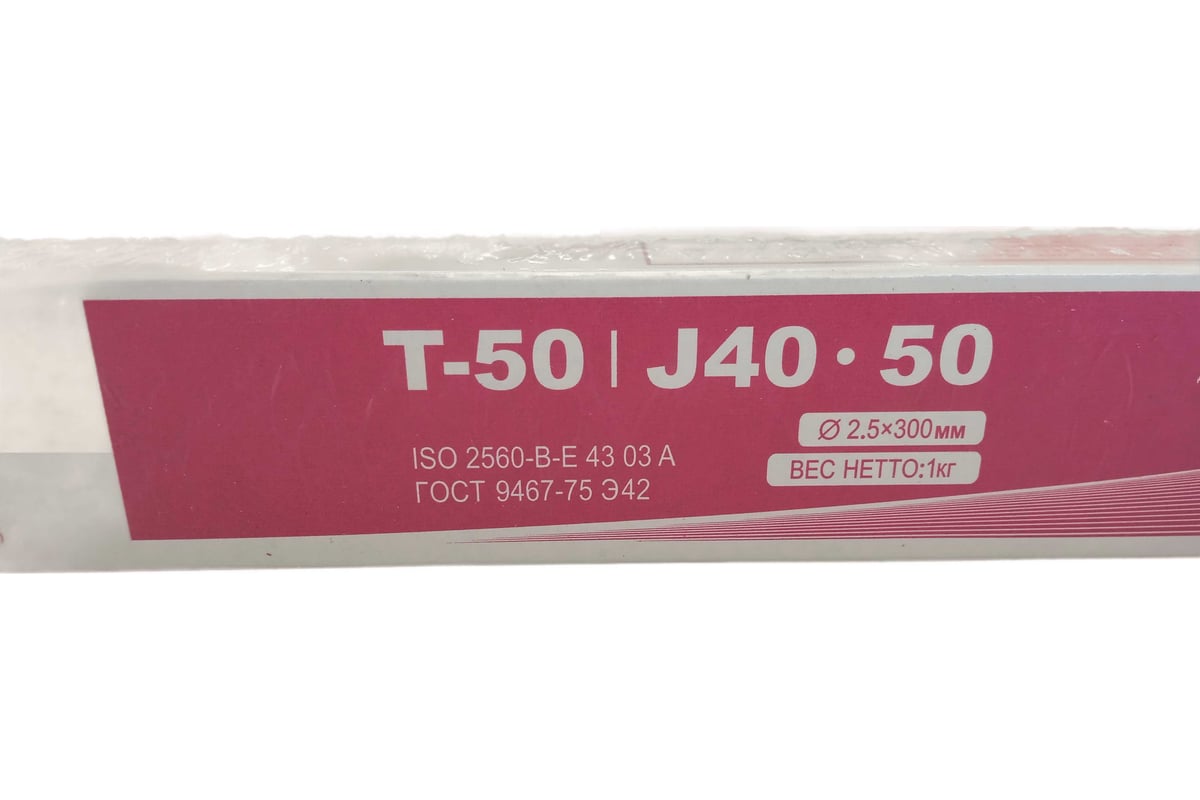 T-50 | J40 · 50
Ø 2.5×300мм
ISO 2560-B-E 43 03 A
ВЕС НЕТТО:1кг
ГОСТ 9467-75 Э42